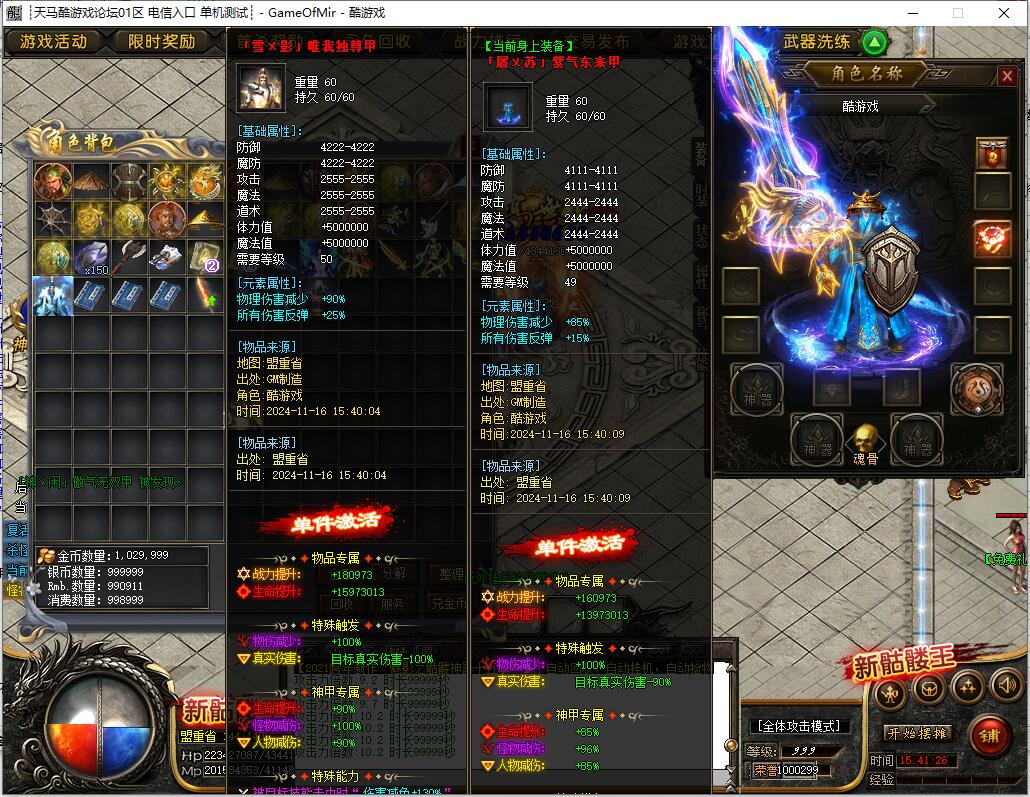 天马酷游戏论坛01区 电信入口 单机测试 - GameOfMir - 酷游戏
游戏活动
限时奖励
武器洗练
角色背包
x150
2
金币数量:1,029,999
银币数量: 999999
Rmb.数量: 990911
消费数量: 998999
「雪メ影」唯我独尊甲
重量 60
持久 60/60
[基础属性]:
防御 4222-4222
魔防 4222-4222
攻击 2555-2555
魔法 2555-2555
道术 2555-2555
体力值 +5000000
魔法值 +5000000
需要等级 50
[元素属性]:
物理伤害减少 +90%
所有伤害反弹 +25%
[物品来源]
地图:盟重省
出处:GM制造
角色:酷游戏
时间:2024-11-16 15:40:04
[物品来源]
出处: 盟重省
时间: 2024-11-16 15:40:04
单件激活
物品专属
战力提升: +180973
生命提升: +15973013
特殊触发
物伤减少: +100%
真实伤害: 目标真实伤害-100%
神甲专属
生命提升: +90%
怪物减伤: +100%
人物减伤: +90%
特殊能力
【当前身上装备】
「屠メ苏」紫气东来甲
重量 60
持久 60/60
[基础属性]:
防御 4111-4111
魔防 4111-4111
攻击 2444-2444
魔法 2444-2444
道术 2444-2444
体力值 +5000000
魔法值 +5000000
需要等级 49
[元素属性]:
物理伤害减少 +85%
所有伤害反弹 +15%
[物品来源]
地图:盟重省
出处:GM制造
角色:酷游戏
时间:2024-11-16 15:40:09
[物品来源]
出处: 盟重省
时间: 2024-11-16 15:40:09
单件激活
物品专属
战力提升: +160973
生命提升: +13973013
特殊触发
物伤减少: +100%
真实伤害: 目标真实伤害-90%
神甲专属
生命提升: +85%
怪物减伤: +96%
人物减伤: +85%
角色名称
酷游戏
神器
神器
魂骨
神器
【免费礼
新骷髅王
[全体攻击模式]
开始摆摊
铺
等级: 999
荣誉1000299
时间 15:41:26
经验
盟重省
Hp
Mp